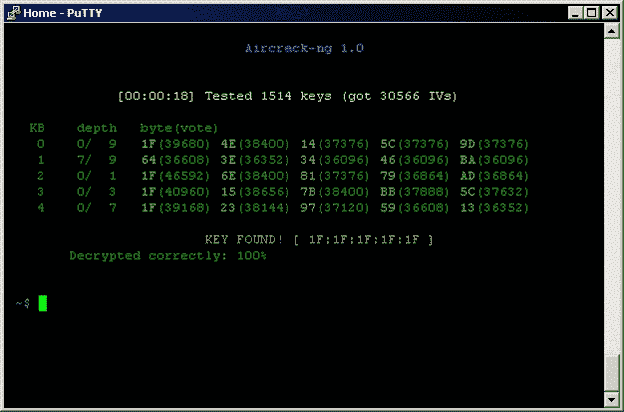 Home - PuTTY
Aircrack-ng 1.0
[00:00:18] Tested 1514 keys (got 30566 IVs)
KB depth byte(vote)
0 0/ 9 1F(39680) 4E(38400) 14(37376) 5C(37376) 9D(37376)
1 7/ 9 64(36608) 3E(36352) 34(36096) 46(36096) BA(36096)
2 0/ 1 1F(46592) 6E(38400) 81(37376) 79(36864) AD(36864)
3 0/ 3 1F(40960) 15(38656) 7B(38400) BB(37888) 5C(37632)
4 0/ 7 1F(39168) 23(38144) 97(37120) 59(36608) 13(36352)
KEY FOUND! [ 1F:1F:1F:1F:1F ]
Decrypted correctly: 100%
~$